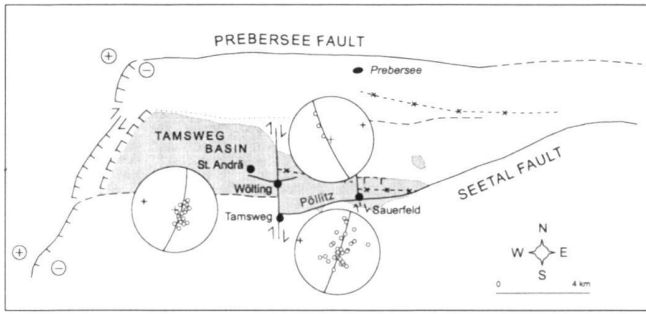 PREBERSEE FAULT
Prebersee
TAMSWEG
BASIN
St. Andrä
Wölting
Pöllitz
Tamsweg
Sauerfeld
SEETAL FAULT
N
W E
S
0 4 km